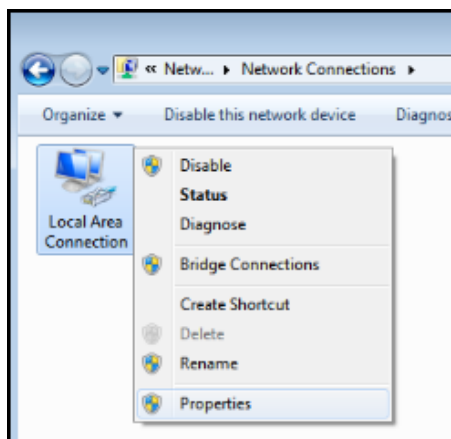 « Netw... ▸ Network Connections ▸
Organize ▾ Disable this network device Diagnos
Local Area
Connection
Disable
Status
Diagnose
Bridge Connections
Create Shortcut
Delete
Rename
Properties